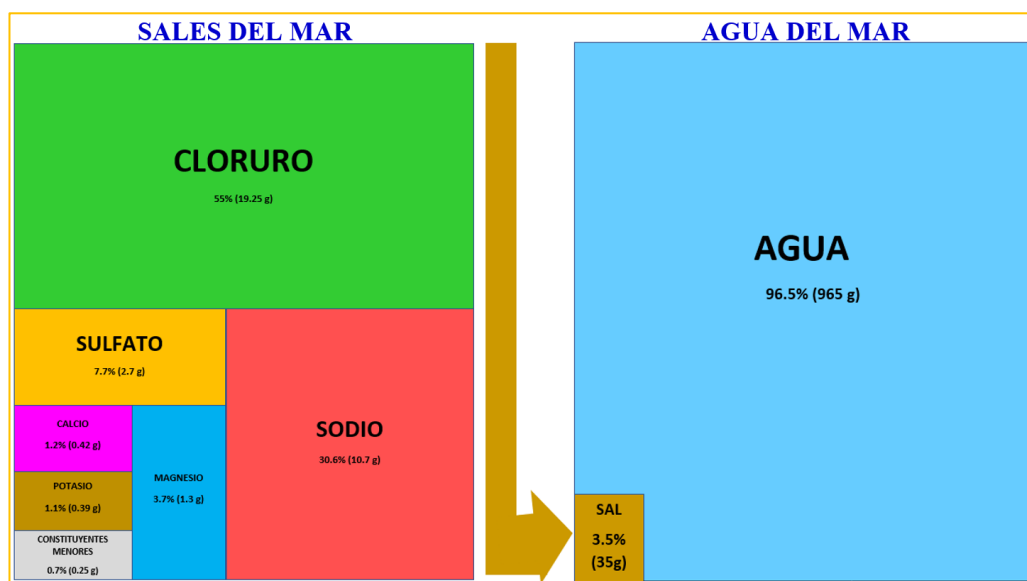 SALES DEL MAR
CLORURO
55% (19.25 g)
SULFATO
7.7% (2.7 g)
CALCIO
1.2% (0.42 g)
POTASIO
1.1% (0.39 g)
CONSTITUYENTES
MENORES
0.7% (0.25 g)
MAGNESIO
3.7% (1.3 g)
SODIO
30.6% (10.7 g)
AGUA DEL MAR
AGUA
96.5% (965 g)
SAL
3.5%
(35g)